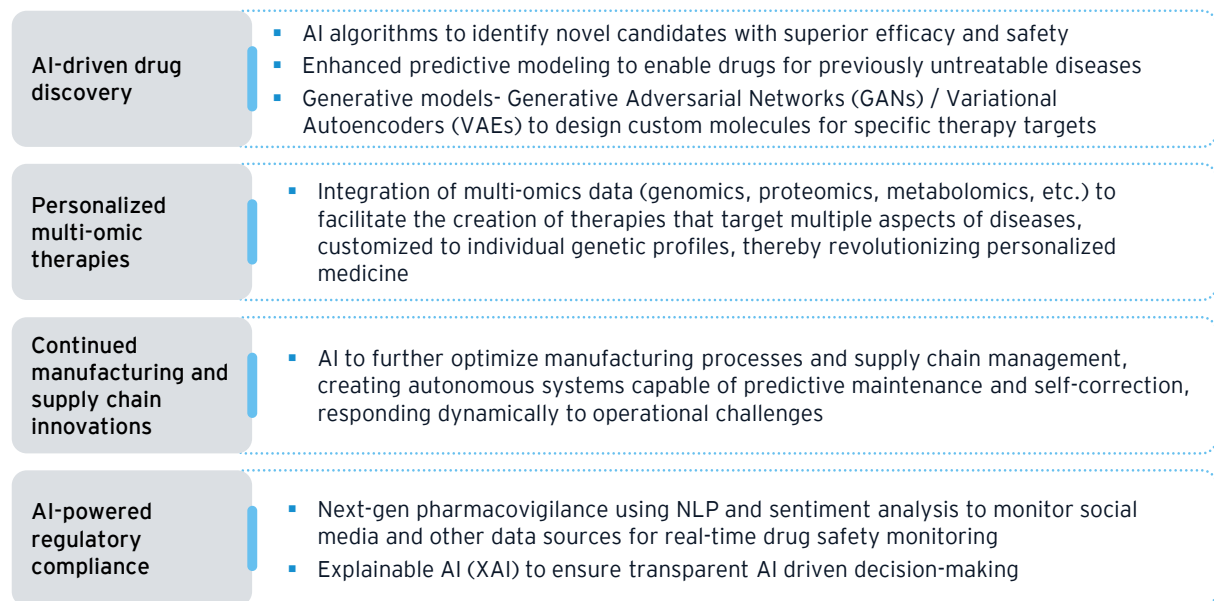 AI-driven drug
discovery
▪ AI algorithms to identify novel candidates with superior efficacy and safety
▪ Enhanced predictive modeling to enable drugs for previously untreatable diseases
▪ Generative models- Generative Adversarial Networks (GANs) / Variational
Autoencoders (VAEs) to design custom molecules for specific therapy targets
Personalized
multi-omic
therapies
▪ Integration of multi-omics data (genomics, proteomics, metabolomics, etc.) to
facilitate the creation of therapies that target multiple aspects of diseases,
customized to individual genetic profiles, thereby revolutionizing personalized
medicine
Continued
manufacturing and
supply chain
innovations
▪ AI to further optimize manufacturing processes and supply chain management,
creating autonomous systems capable of predictive maintenance and self-correction,
responding dynamically to operational challenges
AI-powered
regulatory
compliance
▪ Next-gen pharmacovigilance using NLP and sentiment analysis to monitor social
media and other data sources for real-time drug safety monitoring
▪ Explainable AI (XAI) to ensure transparent AI driven decision-making